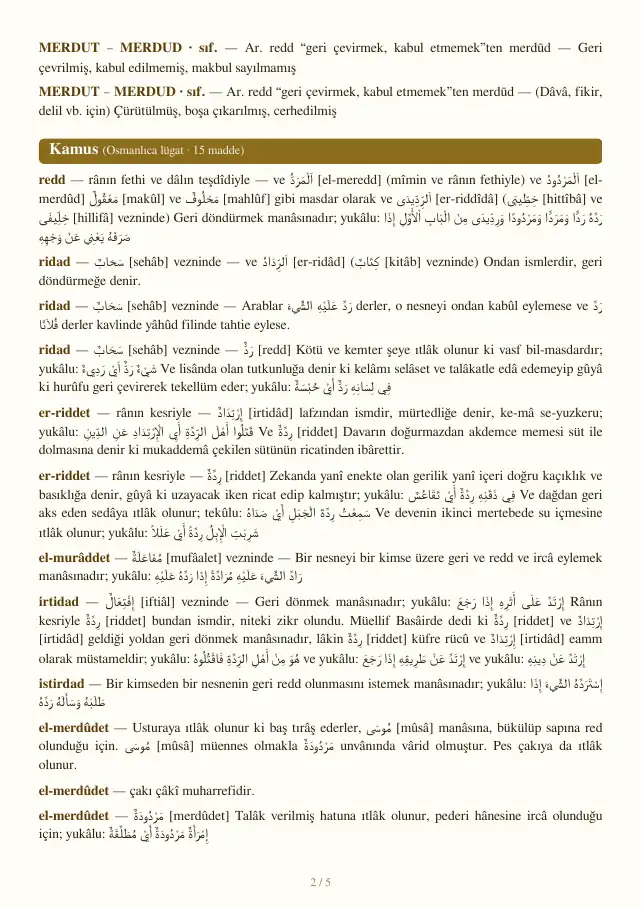 MERDUT – MERDUD · sıf. — Ar. redd “geri çevirmek, kabul etmemek”ten merdūd — Geri
çevrilmiş, kabul edilmemiş, makbul sayılmamış
MERDUT – MERDUD · sıf. — Ar. redd “geri çevirmek, kabul etmemek”ten merdūd — (Dâvâ, fikir,
delil vb. için) Çürütülmüş, boşa çıkarılmış, cerhedilmiş
Kamus (Osmanlıca lügat · 15 madde)
redd — rânın fethi ve dâlın teşdîdiyle — ve اَلْمَرَدُّ [el-meredd] (mîmin ve rânın fethiyle) ve اَلْمَرْدُودُ [el-
merdûd] مَعْقُولٌ [makûl] ve مَحْلُوفٌ [mahlûf] gibi masdar olarak ve اَلرِّدِّيدَى [er-riddîdâ] (خِطِّيبَى [hittîbâ] ve
خِلِّيفَى [hillîfâ] vezninde) Geri döndürmek manâsınadır; yukâlu: رَدَّهُ رَدًّا وَمَرَدًّا وَمَرْدُودًا وَرِدِّيدَى مِنَ الْبَابِ الْأَوَّلِ إِذَا
صَرَفَهُ يَعْنِي عَنْ وَجْهِهِ
ridad — سَحَابٌ [sehâb] vezninde — ve اَلرِّدَادُ [er-ridâd] (كِتَابٌ [kitâb] vezninde) Ondan ismlerdir, geri
döndürmeğe denir.
ridad — سَحَابٌ [sehâb] vezninde — Arablar رَدَّ عَلَيْهِ الشَّيْءَ derler, o nesneyi ondan kabûl eylemese ve رَدَّ
فُلَانًا derler kavlinde yâhûd filinde tahtie eylese.
ridad — سَحَابٌ [sehâb] vezninde — رَدٌّ [redd] Kötü ve kemter şeye ıtlâk olunur ki vasf bil-masdardır;
yukâlu: شَيْءٌ رَدٌّ أَيْ رَدِيءٌ Ve lisânda olan tutkunluğa denir ki kelâmı selâset ve talâkatle edâ edemeyip gûyâ
ki hurûfu geri çevirerek tekellüm eder; yukâlu: فِي لِسَانِهِ رَدٌّ أَيْ حُبْسَةٌ
er-riddet — rânın kesriyle — إِرْتِدَادٌ [irtidâd] lafzından ismdir, mürtedliğe denir, ke-mâ se-yuzkeru;
yukâlu: قَتَلُوا أَهْلَ الرِّدَّةِ أَيِ الْإِرْتِدَادِ عَنِ الدِّينِ Ve رِدَّةٌ [riddet] Davarın doğurmazdan akdemce memesi süt ile
dolmasına denir ki mukaddemâ çekilen sütünün ricatinden ibârettir.
er-riddet — rânın kesriyle — رِدَّةٌ [riddet] Zekanda yanî enekte olan gerilik yanî içeri doğru kaçıklık ve
basıklığa denir, gûyâ ki uzayacak iken ricat edip kalmıştır; yukâlu: فِي ذَقَنِهِ رِدَّةٌ أَيْ تَقَاعُسٌ Ve dağdan geri
aks eden sedâya ıtlâk olunur; tekûlu: سَمِعْتُ رِدَّةَ الْجَبَلِ أَيْ صَدَاهُ Ve devenin ikinci mertebede su içmesine
ıtlâk olunur; yukâlu: شَرِبَتِ الْإِبِلُ رِدَّةً أَيْ عَلَلًا
el-murâddet — مُفَاعَلَةٌ [mufâalet] vezninde — Bir nesneyi bir kimse üzere geri ve redd ve ircâ eylemek
manâsınadır; yukâlu: رَادَّ الشَّيْءَ عَلَيْهِ مُرَادَّةً إِذَا رَدَّهُ عَلَيْهِ
irtidad — إِفْتِعَالٌ [iftiâl] vezninde — Geri dönmek manâsınadır; yukâlu: إِرْتَدَّ عَلَى أَثَرِهِ إِذَا رَجَعَ Rânın
kesriyle رِدَّةٌ [riddet] bundan ismdir, niteki zikr olundu. Müellif Basâirde dedi ki رِدَّةٌ [riddet] ve إِرْتِدَادٌ
[irtidâd] geldiği yoldan geri dönmek manâsınadır, lâkin رِدَّةٌ [riddet] küfre rücû ve إِرْتِدَادٌ [irtidâd] eamm
olarak müstameldir; yukâlu: هُوَ مِنْ أَهْلِ الرِّدَّةِ فَاقْتُلُوهُ ve yukâlu: إِرْتَدَّ عَنْ طَرِيقِهِ إِذَا رَجَعَ ve yukâlu: إِرْتَدَّ عَنْ دِينِهِ
istirdad — Bir kimseden bir nesnenin geri redd olunmasını istemek manâsınadır; yukâlu: إِسْتَرَدَّهُ الشَّيْءَ إِذَا
طَلَبَهُ وَسَأَلَهُ رَدَّهُ
el-merdûdet — Usturaya ıtlâk olunur ki baş tırâş ederler, مُوسَى [mûsâ] manâsına, bükülüp sapına red
olunduğu için. مُوسَى [mûsâ] müennes olmakla مَرْدُودَةٌ unvânında vârid olmuştur. Pes çakıya da ıtlâk
olunur.
el-merdûdet — çakı çâkî muharrefidir.
el-merdûdet — مَرْدُودَةٌ [merdûdet] Talâk verilmiş hatuna ıtlâk olunur, pederi hânesine ircâ olunduğu
için; yukâlu: إِمْرَأَةٌ مَرْدُودَةٌ أَيْ مُطَلَّقَةٌ
2 / 5